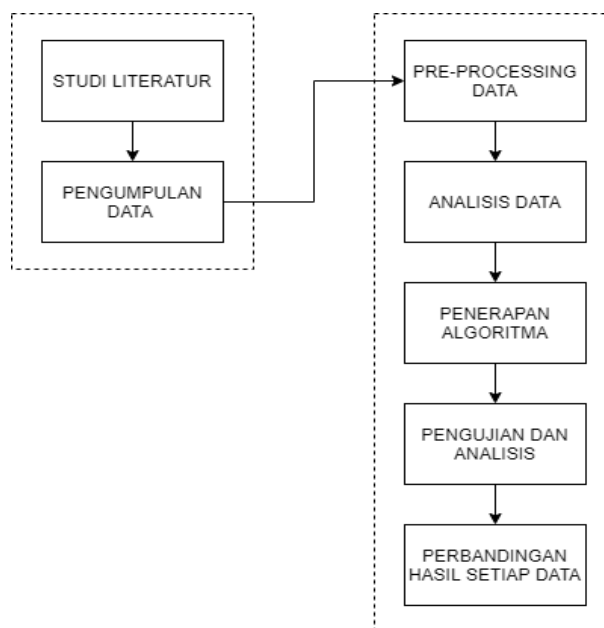 STUDI LITERATUR
PENGUMPULAN
DATA
PRE-PROCESSING
DATA
ANALISIS DATA
PENERAPAN
ALGORITMA
PENGUJIAN DAN
ANALISIS
PERBANDINGAN
HASIL SETIAP DATA